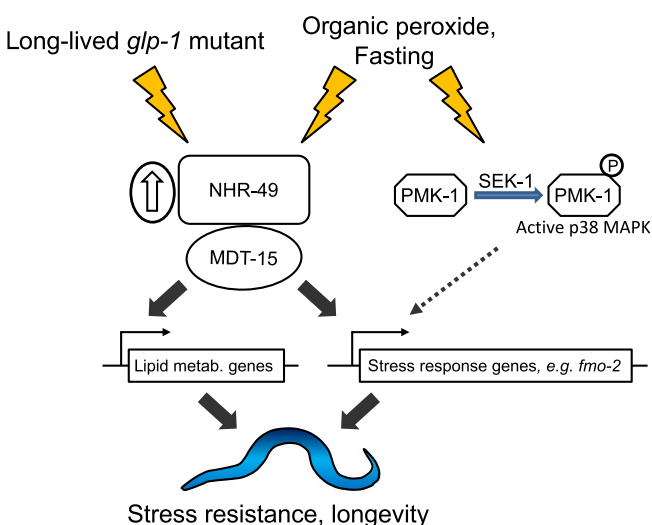 Long-lived glp-1 mutant
Organic peroxide,
Fasting
NHR-49
MDT-15
PMK-1
SEK-1
PMK-1
P
Active p38 MAPK
Lipid metab. genes
Stress response genes, e.g. fmo-2
Stress resistance, longevity